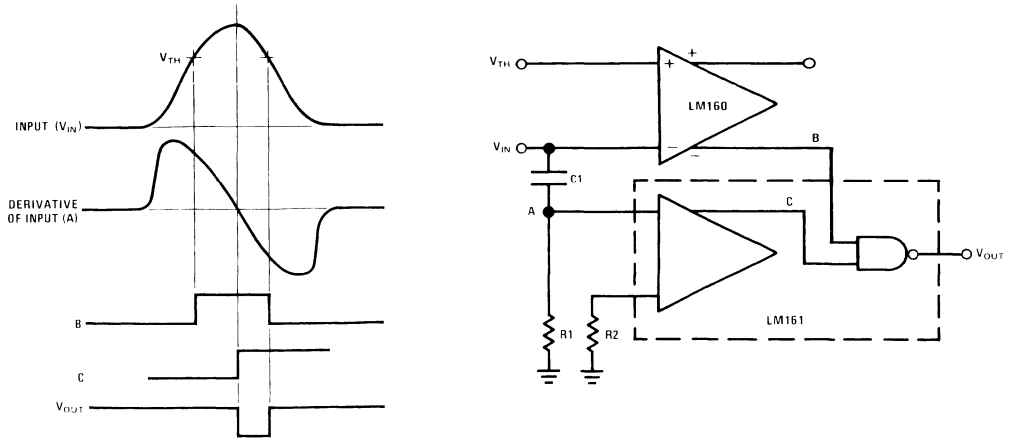 V_TH
INPUT (V_IN)
DERIVATIVE
OF INPUT (A)
B
C
V_OUT
V_TH
+
+
LM160
V_IN
−
−
B
C1
A
C
V_OUT
R1
R2
LM161